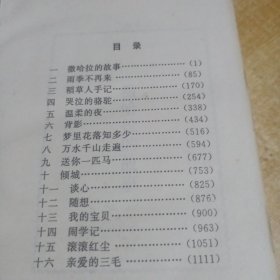 目录
一 撒哈拉的故事 (1)
二 雨季不再来 (85)
三 稻草人手记 (170)
四 哭泣的骆驼 (254)
五 温柔的夜 (338)
六 背影 (434)
七 梦里花落知多少 (516)
八 万水千山走遍 (594)
九 送你一匹马 (677)
十 倾城 (753)
十一 谈心 (825)
十二 随想 (876)
十三 我的宝贝 (900)
十四 闹学记 (963)
十五 滚滚红尘 (1051)
十六 亲爱的三毛 (1111)